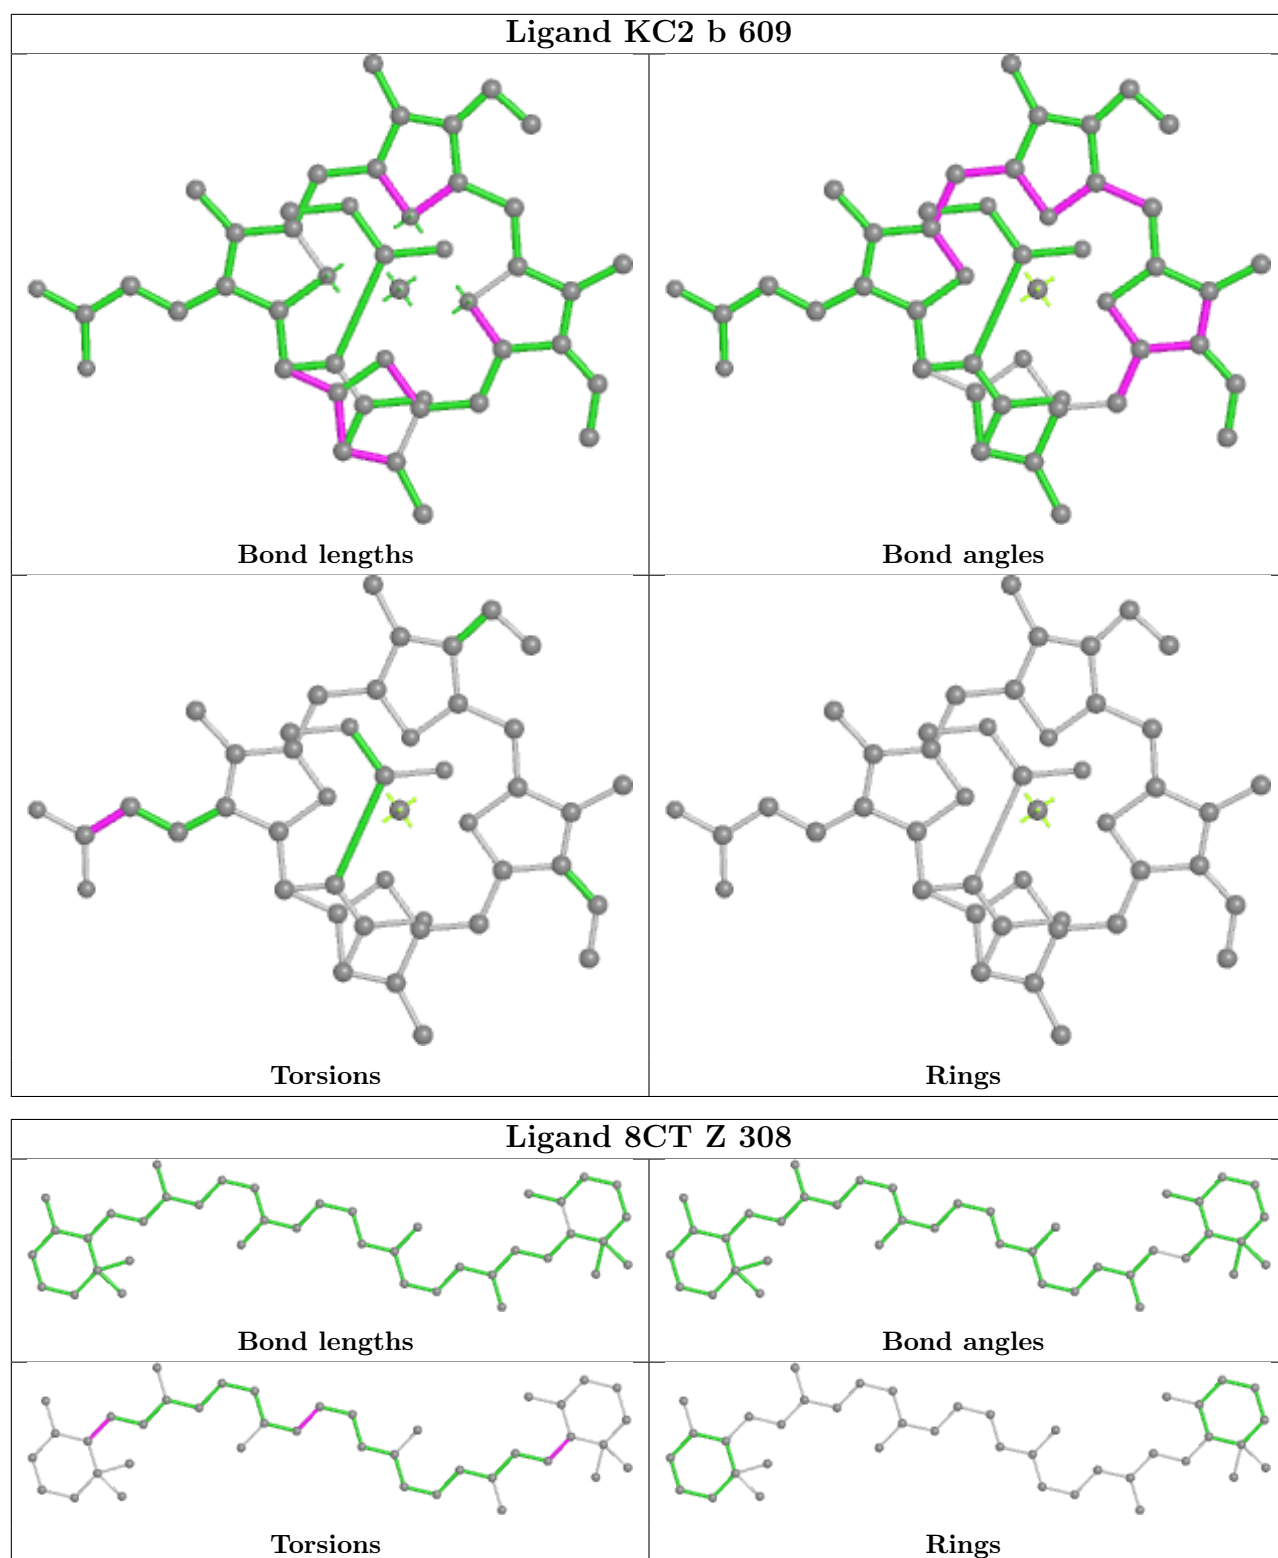 Ligand KC2 b 609
Bond lengths
Bond angles
Torsions
Rings
Ligand 8CT Z 308
Bond lengths
Bond angles
Torsions
Rings